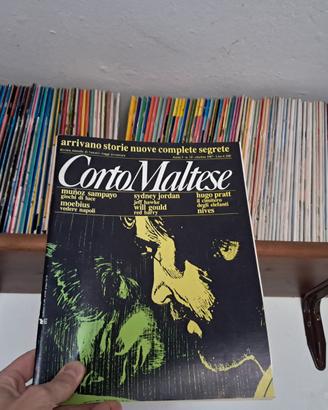 arrivano storie nuove complete segrete
Corto Maltese
muñoz sampayo
giochi di luce
moebius
vedere napoli
sydney jordan
jeff hawke
will gould
red barry
hugo pratt
il cimitero
degli elefanti
nives